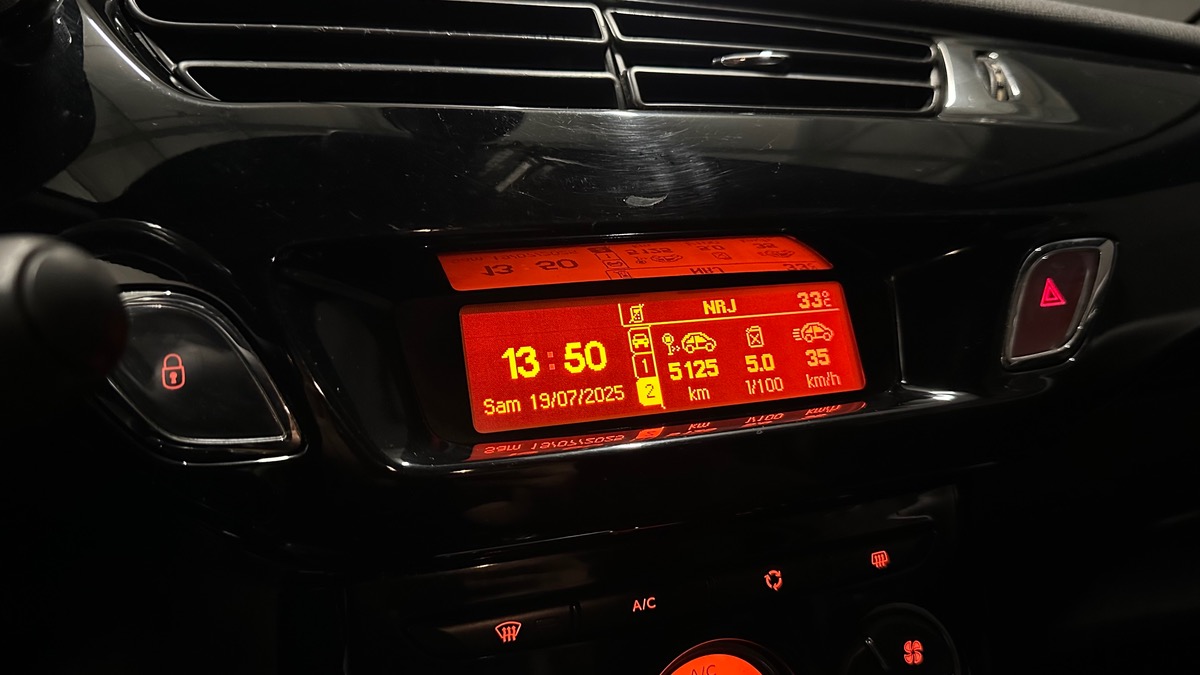 NRJ 33°C
13:50
1
2
5125 5.0 35
km l/100 km/h
Sam 19/07/2025
A/C
A/C